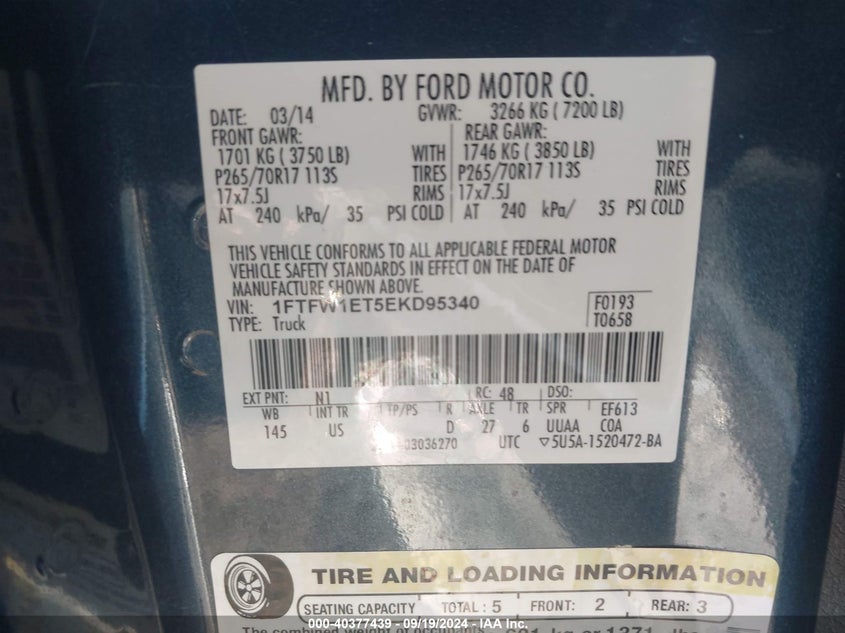 MFD. BY FORD MOTOR CO.
DATE: 03/14 GVWR: 3266 KG ( 7200 LB)
FRONT GAWR: REAR GAWR:
1701 KG ( 3750 LB) WITH 1746 KG ( 3850 LB) WITH
P265/70R17 113S TIRES P265/70R17 113S TIRES
17x7.5J RIMS 17x7.5J RIMS
AT 240 kPa/ 35 PSI COLD AT 240 kPa/ 35 PSI COLD
THIS VEHICLE CONFORMS TO ALL APPLICABLE FEDERAL MOTOR
VEHICLE SAFETY STANDARDS IN EFFECT ON THE DATE OF
MANUFACTURE SHOWN ABOVE.
VIN: 1FTFW1ET5EKD95340 F0193
TYPE: Truck T0658
EXT PNT: N1 RC: 48 DSO:
WB INT TR TP/PS R AXLE TR SPR EF613
145 US D 27 6 UUAA COA
03036270 UTC ▽5U5A-1520472-BA
TIRE AND LOADING INFORMATION
SEATING CAPACITY TOTAL : 5 FRONT: 2 REAR: 3
The combined weight of occupants
000-40377439 - 09/19/2024 - IAA Inc.